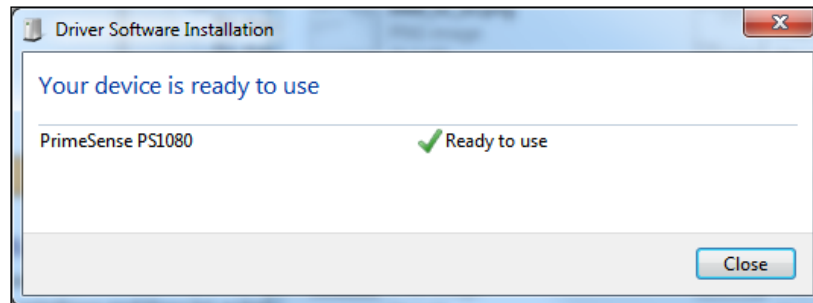 Driver Software Installation
Your device is ready to use
PrimeSense PS1080 Ready to use
Close